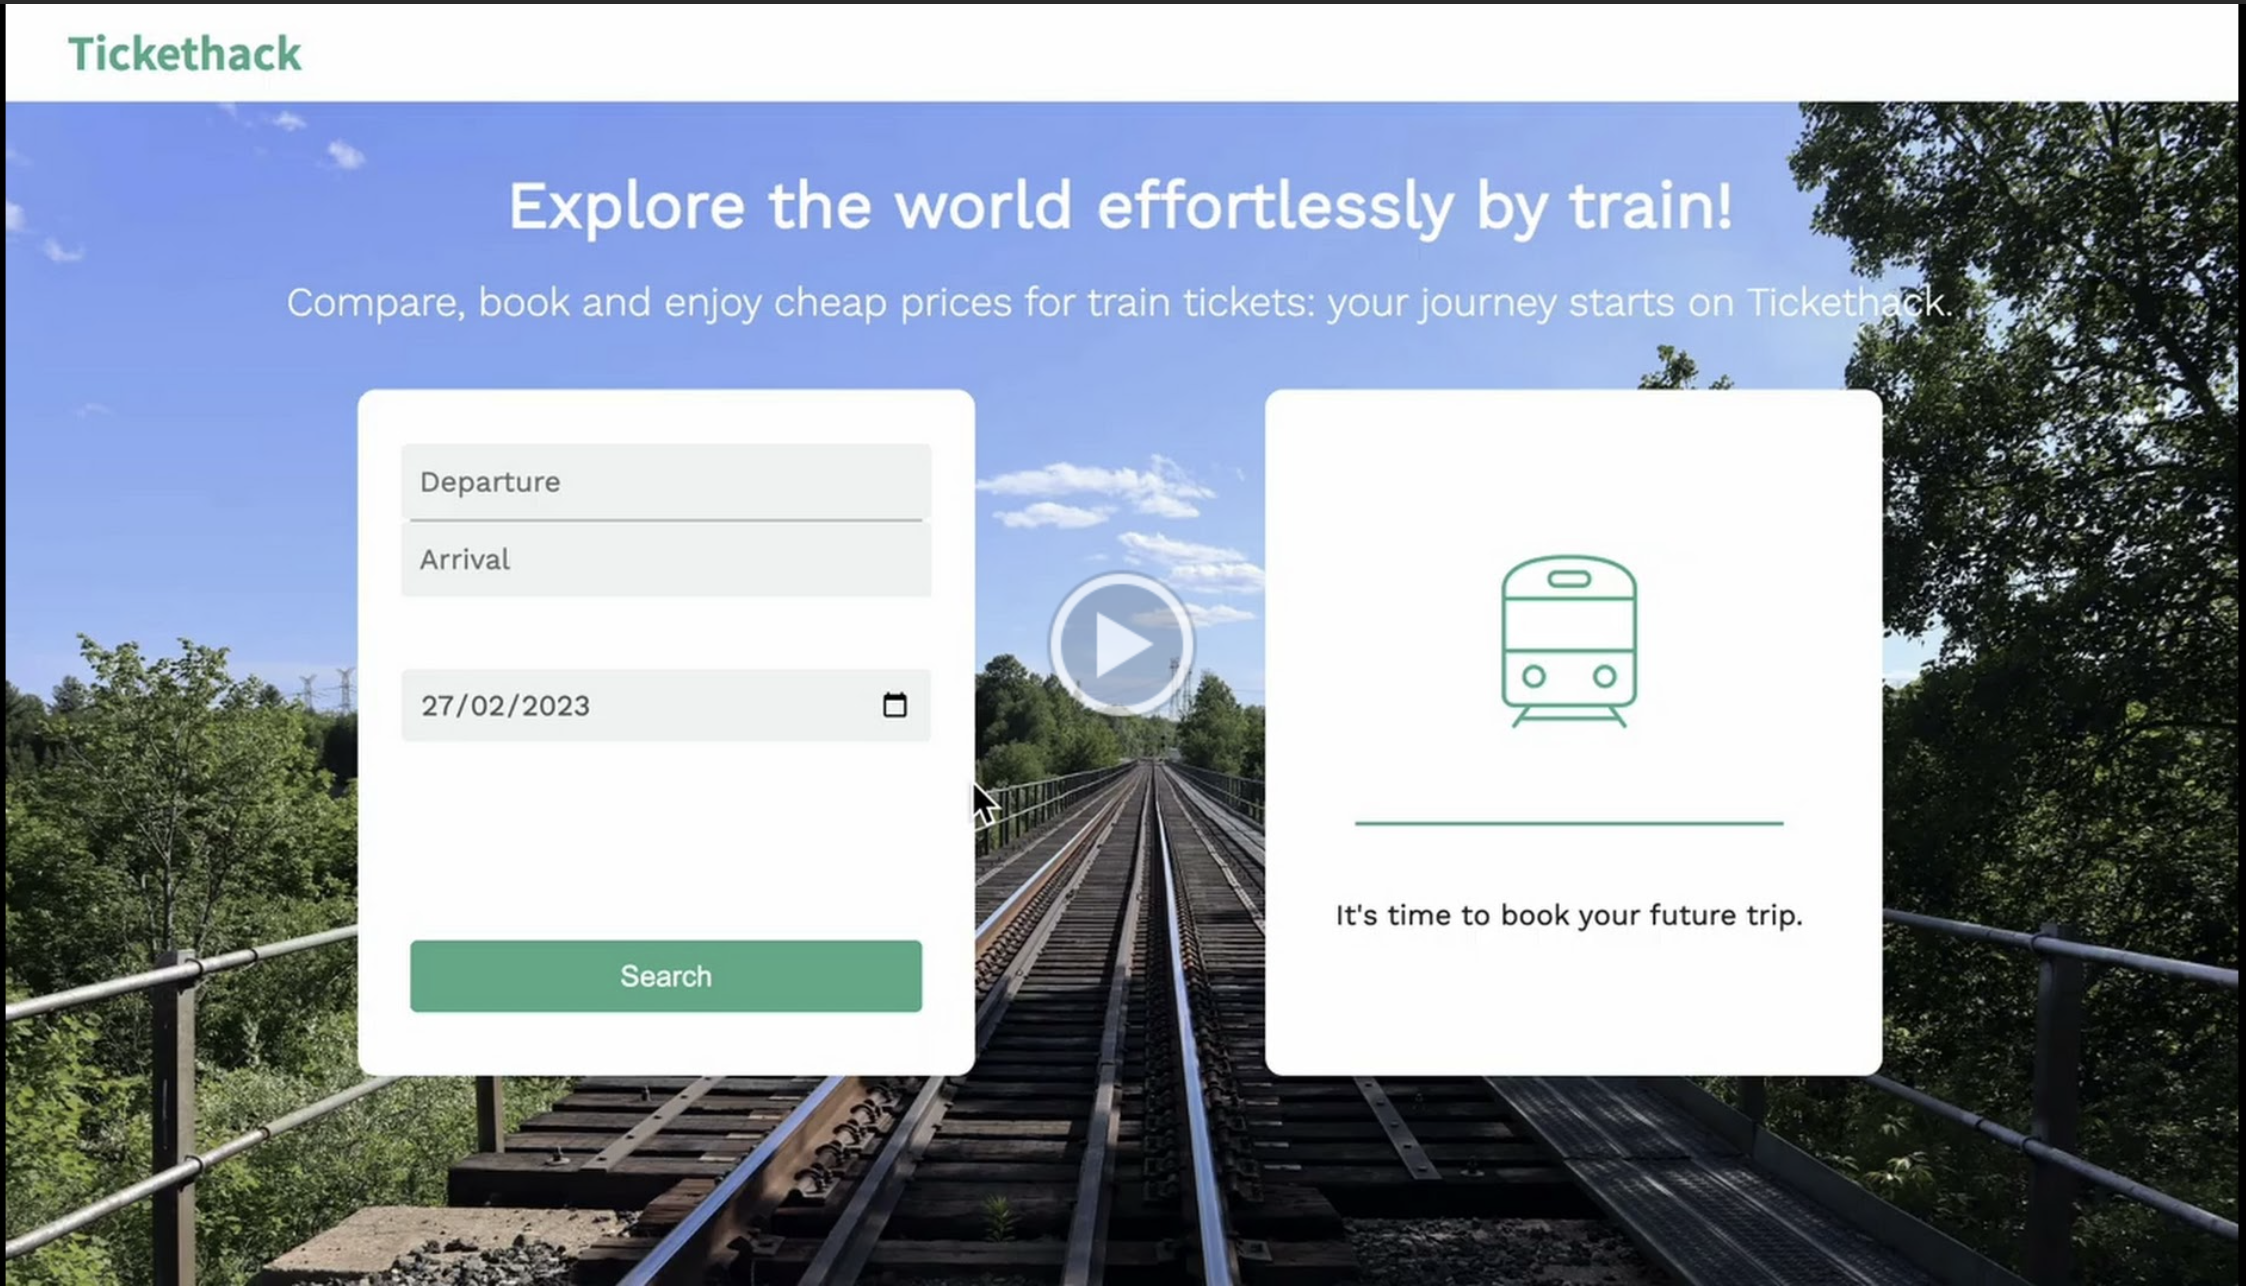 Tickethack
Explore the world effortlessly by train!
Compare, book and enjoy cheap prices for train tickets: your journey starts on Tickethack.
Departure
Arrival
27/02/2023
Search
It's time to book your future trip.